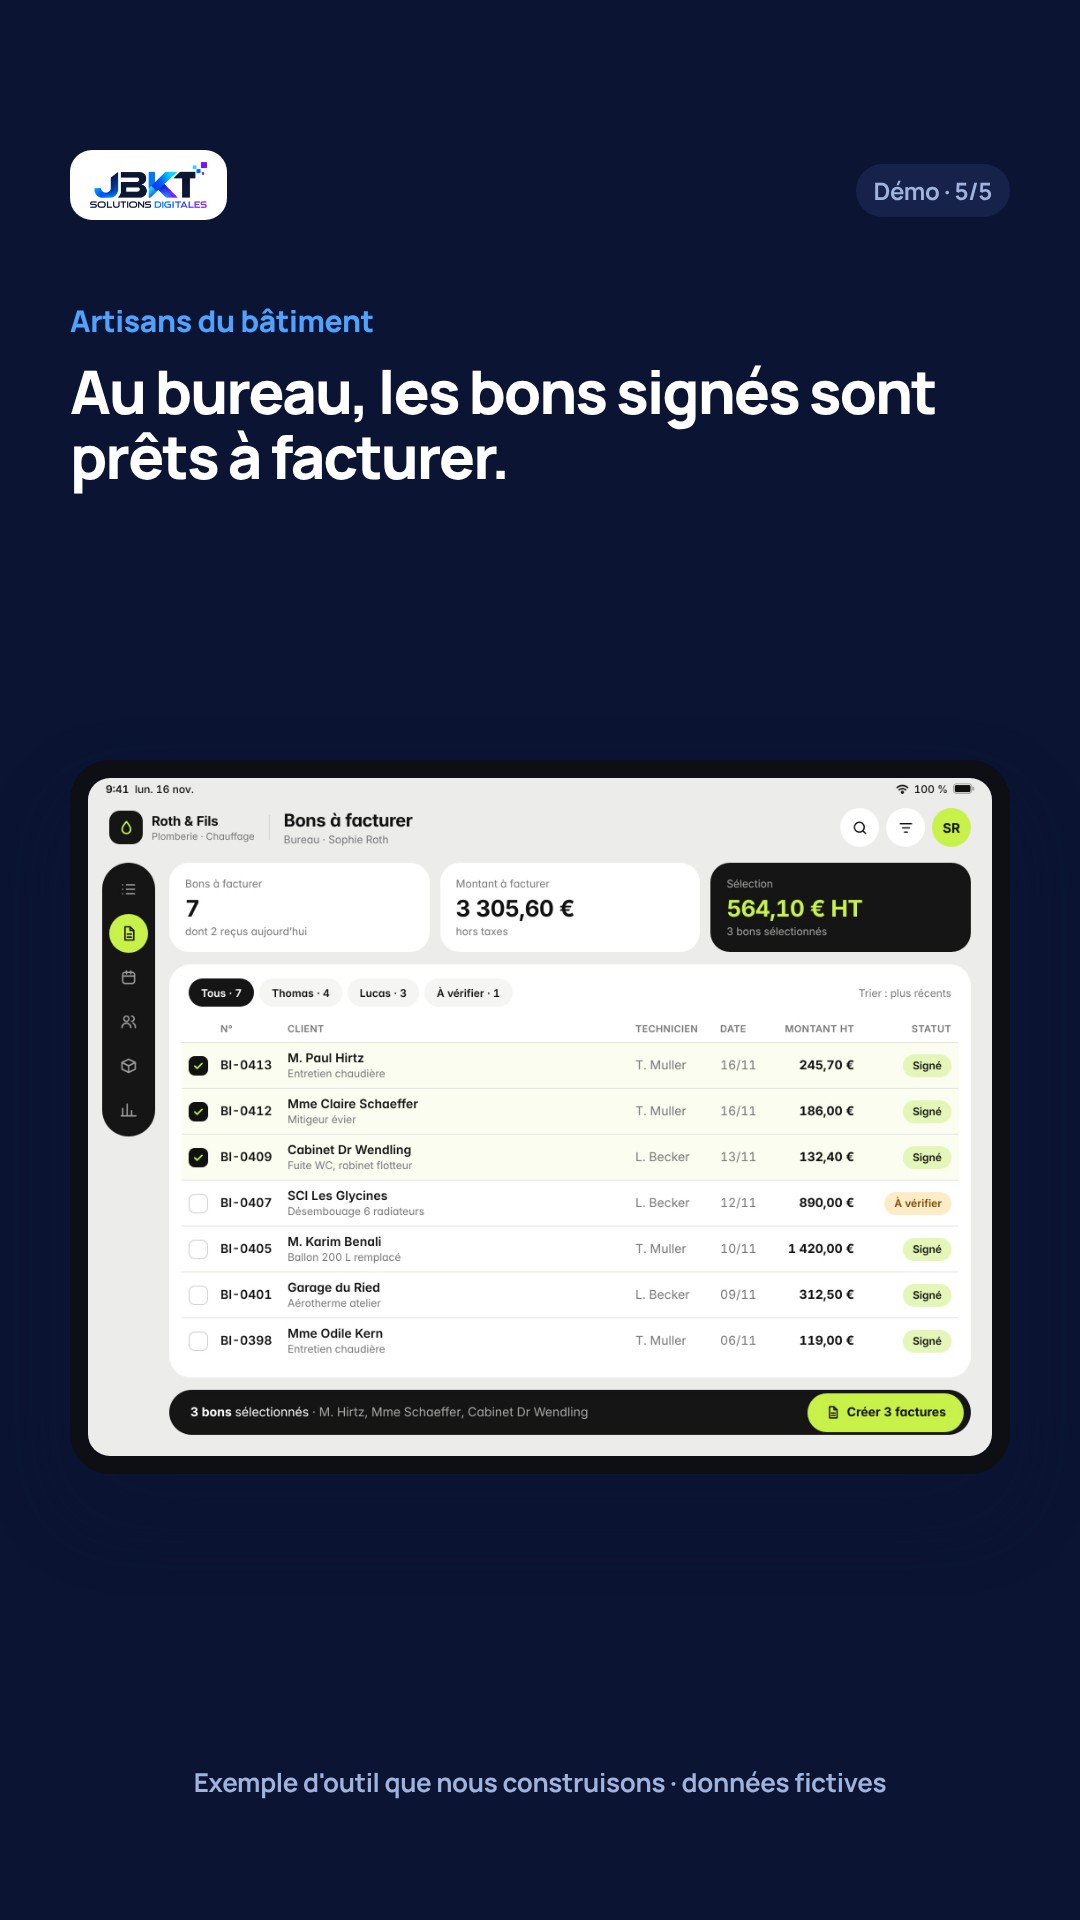 JBKT
SOLUTIONS DIGITALES
Démo · 5/5
Artisans du bâtiment
Au bureau, les bons signés sont
prêts à facturer.
9:41 lun. 16 nov.
100 %
Roth & Fils
Plomberie · Chauffage
Bons à facturer
Bureau · Sophie Roth
SR
Bons à facturer
7
dont 2 reçus aujourd'hui
Montant à facturer
3 305,60 €
hors taxes
Sélection
564,10 € HT
3 bons sélectionnés
Tous · 7 Thomas · 4 Lucas · 3 À vérifier · 1 Trier : plus récents
N° CLIENT TECHNICIEN DATE MONTANT HT STATUT
BI-0413 M. Paul Hirtz T. Muller 16/11 245,70 € Signé
Entretien chaudière
BI-0412 Mme Claire Schaeffer T. Muller 16/11 186,00 € Signé
Mitigeur évier
BI-0409 Cabinet Dr Wendling L. Becker 13/11 132,40 € Signé
Fuite WC, robinet flotteur
BI-0407 SCI Les Glycines L. Becker 12/11 890,00 € À vérifier
Désembouage 6 radiateurs
BI-0405 M. Karim Benali T. Muller 10/11 1 420,00 € Signé
Ballon 200 L remplacé
BI-0401 Garage du Ried L. Becker 09/11 312,50 € Signé
Aérotherme atelier
BI-0398 Mme Odile Kern T. Muller 06/11 119,00 € Signé
Entretien chaudière
3 bons sélectionnés · M. Hirtz, Mme Schaeffer, Cabinet Dr Wendling
Créer 3 factures
Exemple d'outil que nous construisons · données fictives